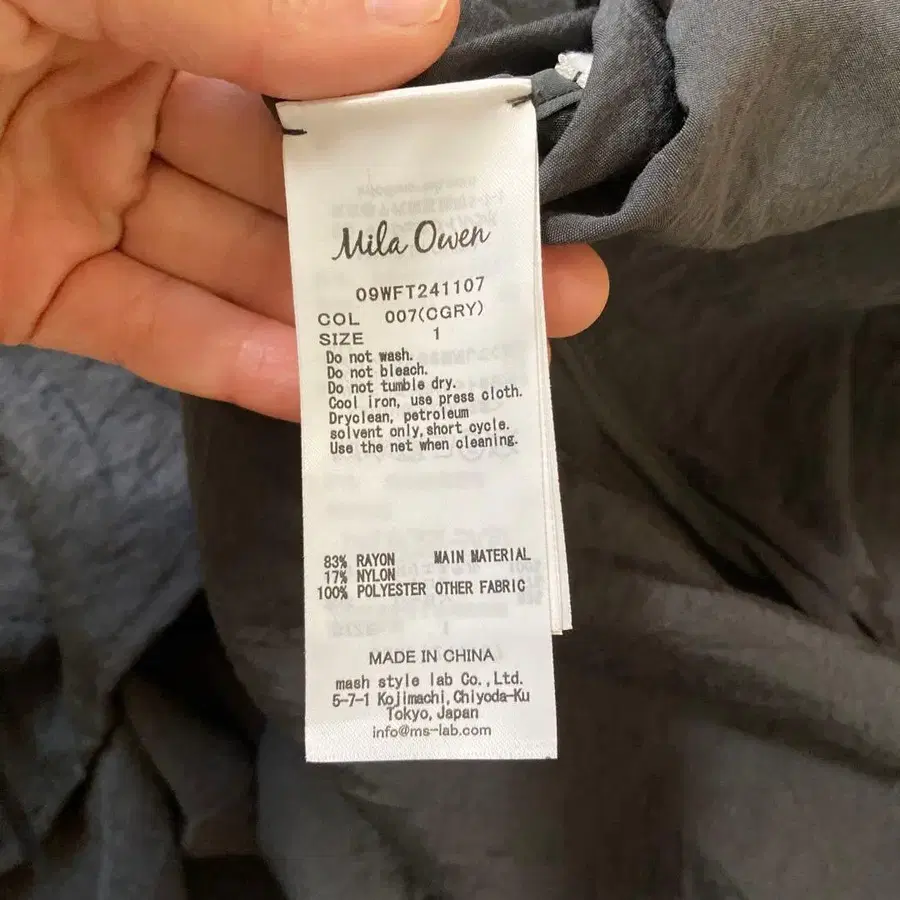 Mila Owen
09WFT241107
COL 007(CGRY)
SIZE 1
Do not wash.
Do not bleach.
Do not tumble dry.
Cool iron, use press cloth.
Dryclean, petroleum
solvent only,short cycle.
Use the net when cleaning.
83% RAYON MAIN MATERIAL
17% NYLON
100% POLYESTER OTHER FABRIC
MADE IN CHINA
mash style lab Co.,Ltd.
5-7-1 Kojimachi,Chiyoda-Ku
Tokyo,Japan
info@ms-lab.com